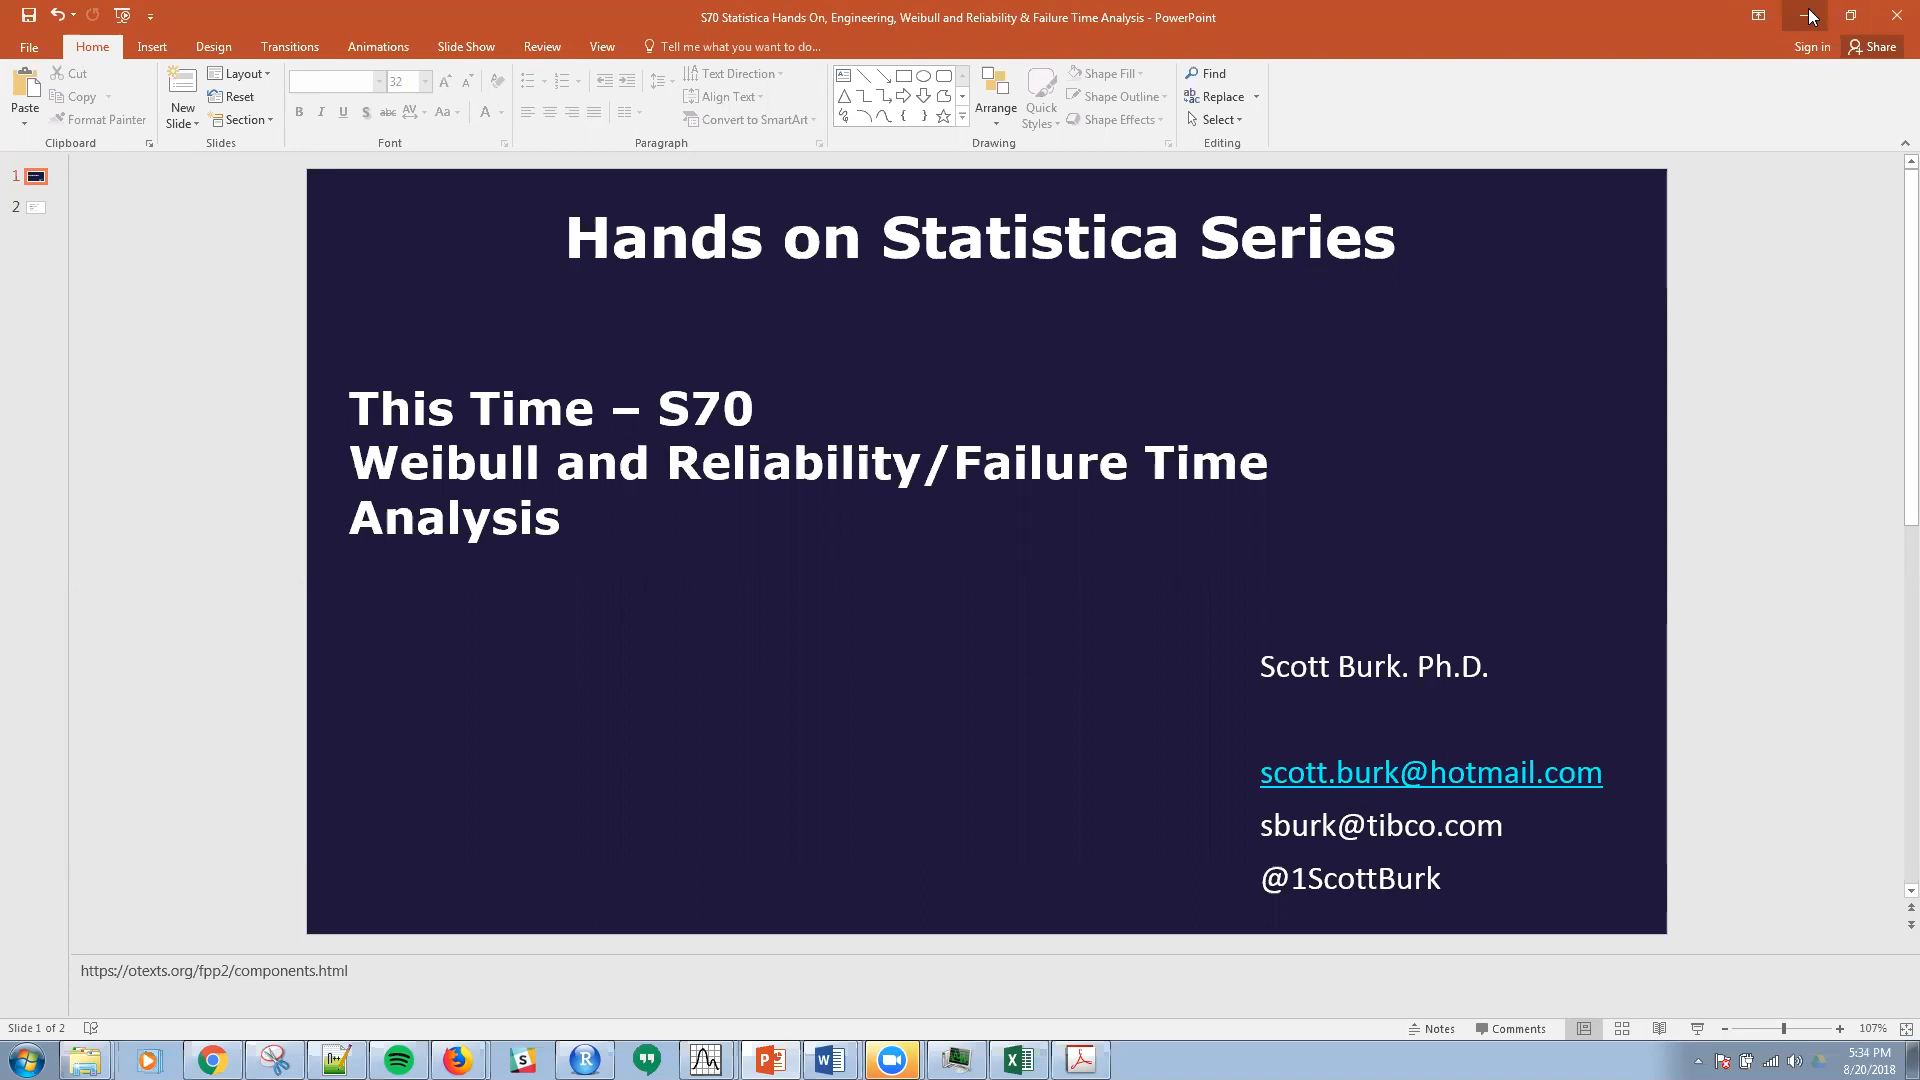 S70 Statistica Hands On, Engineering, Weibull and Reliability & Failure Time Analysis - PowerPoint
File
Home
Insert
Design
Transitions
Animations
Slide Show
Review
View
Tell me what you want to do...
Sign in
Share
Paste
Cut
Copy
Format Painter
Clipboard
New
Slide
Layout
Reset
Section
Slides
32
B I U S abc AV Aa A
Font
Text Direction
Align Text
Convert to SmartArt
Paragraph
Arrange
Quick
Styles
Shape Fill
Shape Outline
Shape Effects
Drawing
Find
Replace
Select
Editing
1
2
Hands on Statistica Series
This Time – S70
Weibull and Reliability/Failure Time
Analysis
Scott Burk. Ph.D.
scott.burk@hotmail.com
sburk@tibco.com
@1ScottBurk
https://otexts.org/fpp2/components.html
Slide 1 of 2
Notes
Comments
107%
5:34 PM
8/20/2018